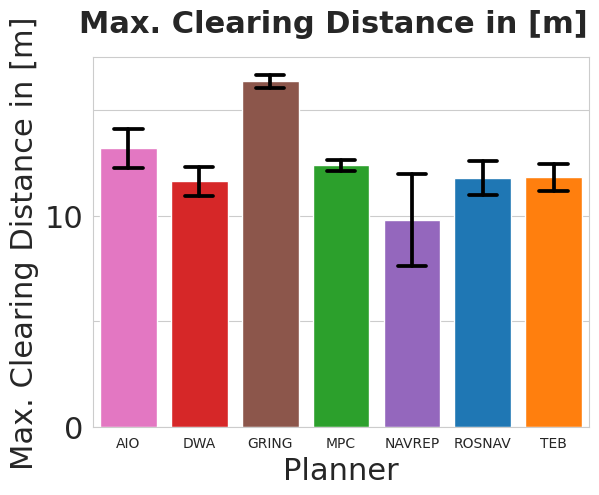 Max. Clearing Distance in [m]
Max. Clearing Distance in [m]
10
0
AIO DWA GRING MPC NAVREP ROSNAV TEB
Planner